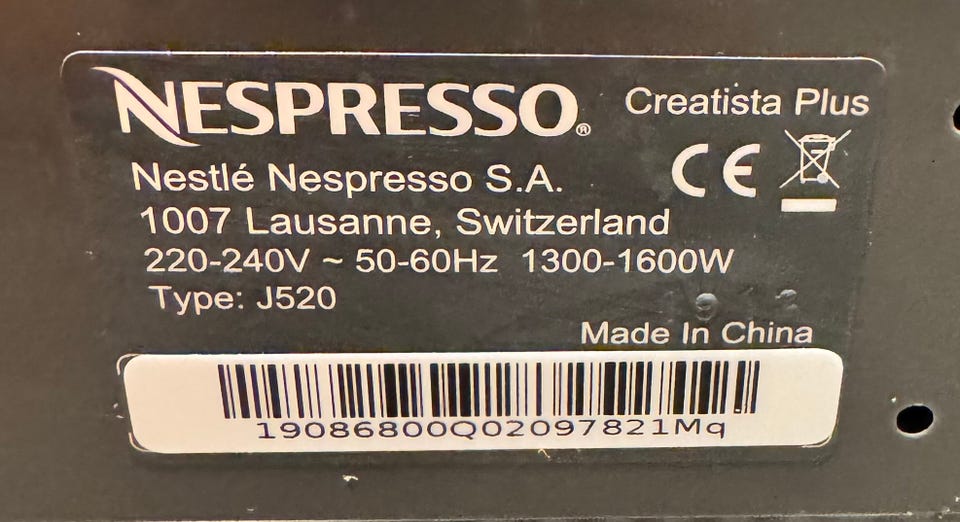 NESPRESSO®
Creatista Plus
CE
Nestlé Nespresso S.A.
1007 Lausanne, Switzerland
220-240V ~ 50-60Hz 1300-1600W
Type: J520
Made In China
19086800Q02097821Mq